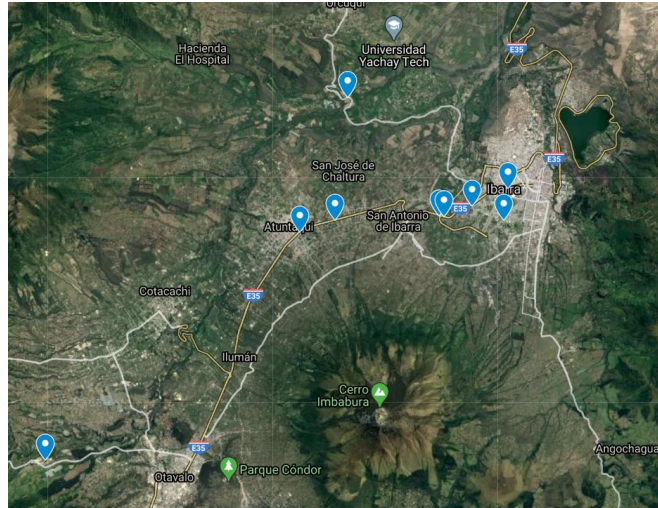 Urcuquí
Hacienda
El Hospital
Universidad
Yachay Tech
E35
San José de
Chaltura
E35
Ibarra
E35
Atuntaqui
San Antonio
de Ibarra
Cotacachi
E35
Ilumán
Cerro
Imbabura
E35
Angochagua
Parque Cóndor
Otavalo